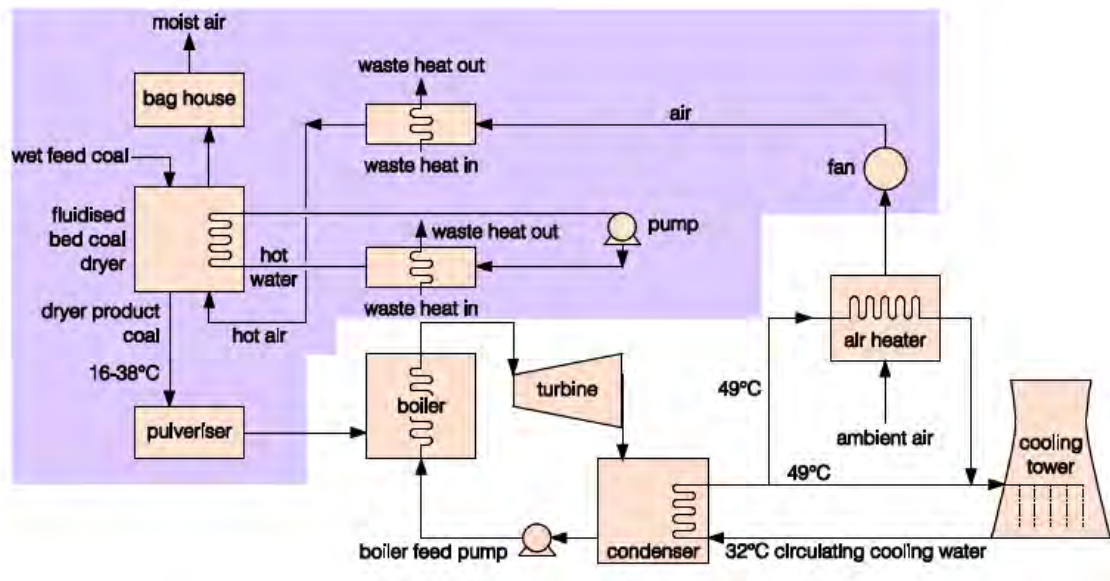 moist air
bag house
waste heat out
air
wet feed coal
waste heat in
fan
fluidised
bed coal
dryer
waste heat out
pump
hot
water
dryer product
coal
hot air
waste heat in
air heater
16-38°C
boiler
turbine
49°C
pulveriser
ambient air
cooling
tower
49°C
boiler feed pump
condenser
32°C circulating cooling water